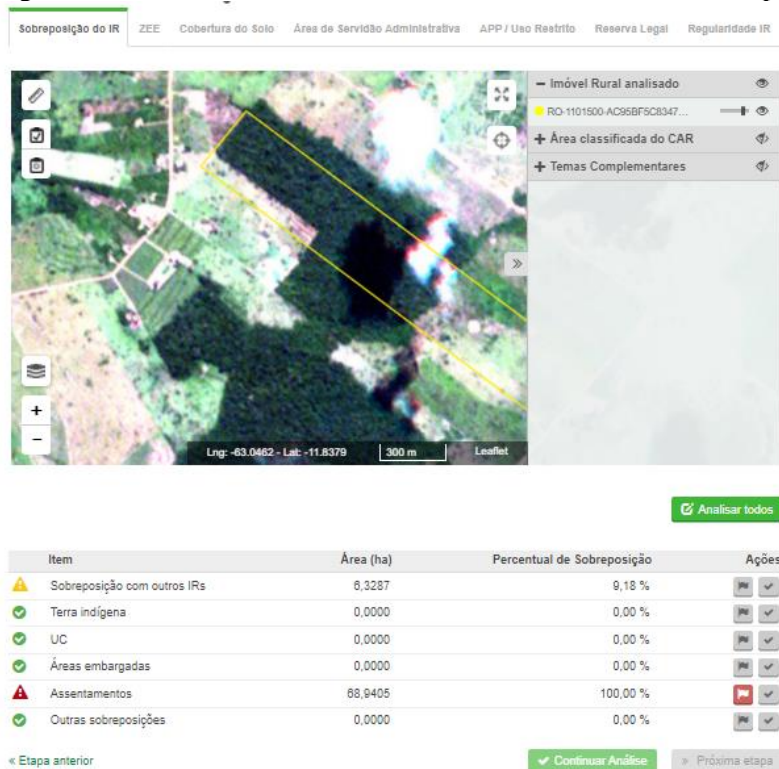 Sobreposição do IR ZEE Cobertura do Solo Área de Servidão Administrativa APP / Uso Restrito Reserva Legal Regularidade IR
− Imóvel Rural analisado
RO-1101500-AC95BF5C8347...
+ Área classificada do CAR
+ Temas Complementares
»
+
−
Lng: -63.0462 - Lat: -11.8379 300 m Leaflet
Analisar todos
Item Área (ha) Percentual de Sobreposição Ações
Sobreposição com outros IRs 6,3287 9,18 %
Terra indígena 0,0000 0,00 %
UC 0,0000 0,00 %
Áreas embargadas 0,0000 0,00 %
Assentamentos 68,9405 100,00 %
Outras sobreposições 0,0000 0,00 %
« Etapa anterior Continuar Análise » Próxima etapa